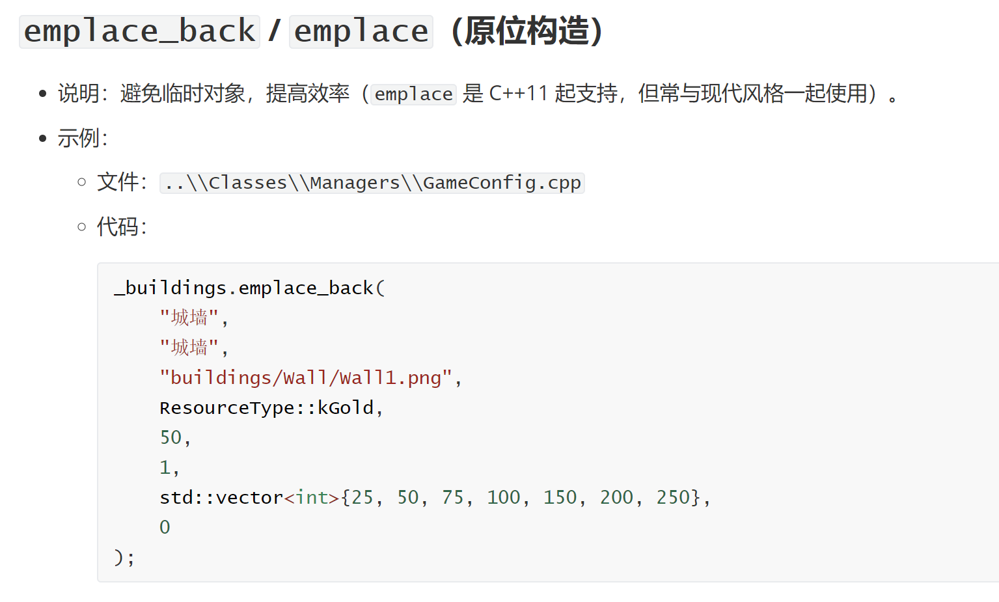 emplace_back / emplace（原位构造）
说明：避免临时对象，提高效率（emplace 是 C++11 起支持，但常与现代风格一起使用）。
示例：
文件：..\\Classes\\Managers\\GameConfig.cpp
代码：
_buildings.emplace_back(
"城墙",
"城墙",
"buildings/Wall/Wall1.png",
ResourceType::kGold,
50,
1,
std::vector<int>{25, 50, 75, 100, 150, 200, 250},
0
);